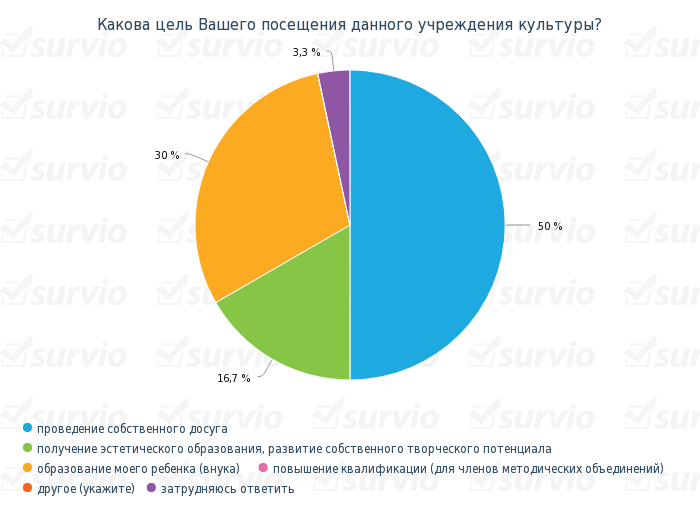 Какова цель Вашего посещения данного учреждения культуры?
3,3 %
30 %
50 %
16,7 %
проведение собственного досуга
получение эстетического образования, развитие собственного творческого потенциала
образование моего ребенка (внука) повышение квалификации (для членов методических объединений)
другое (укажите) затрудняюсь ответить
survio